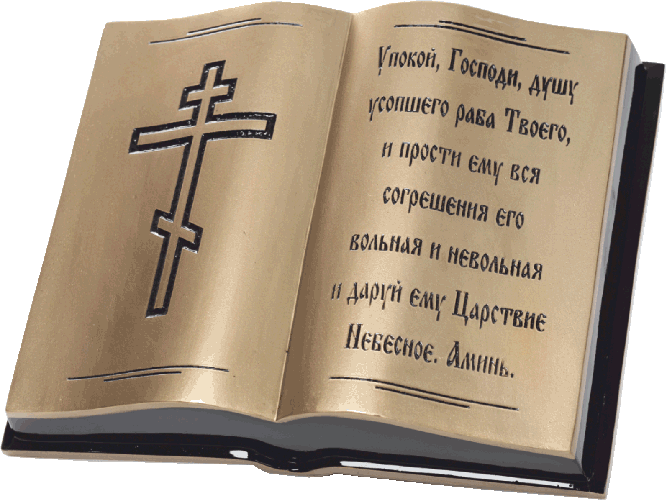 Упокой, Господи, душу
усопшего раба Твоего,
и прости ему вся
согрешения его
вольная и невольная
и даруй ему Царствие
Небесное. Аминь.